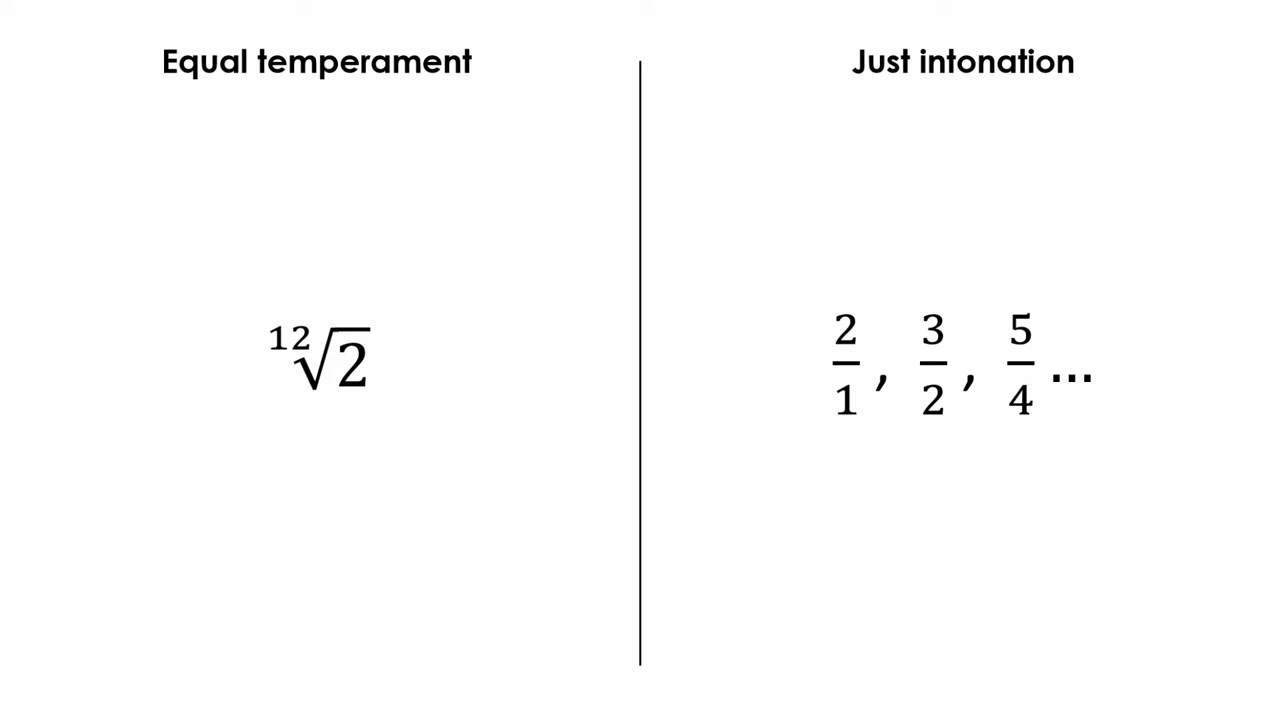 Equal temperament
Just intonation
¹²√2
2/1, 3/2, 5/4...